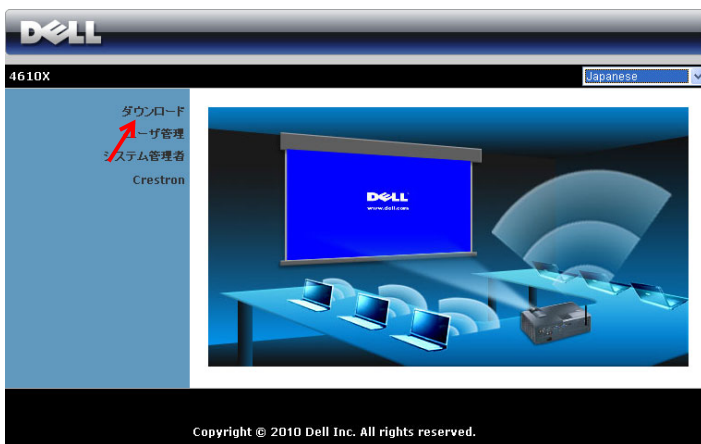 DELL
4610X
Japanese
ダウンロード
ユーザ管理
システム管理者
Crestron
DELL
www.dell.com
Copyright © 2010 Dell Inc. All rights reserved.